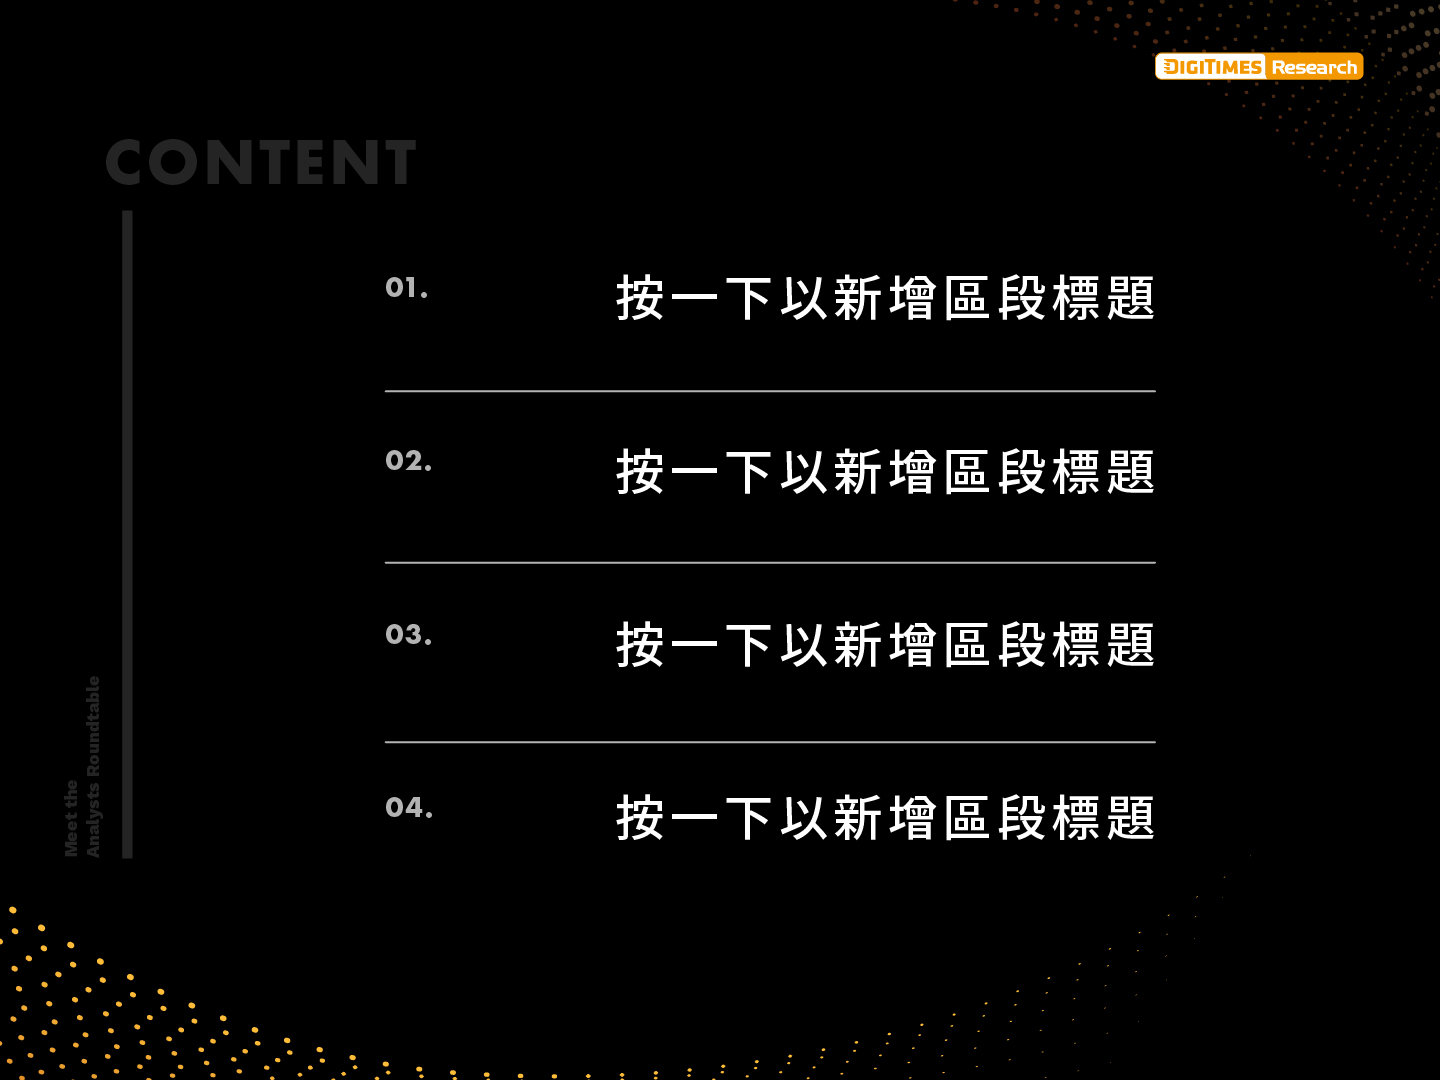 DIGITIMES Research
CONTENT
01.
按一下以新增區段標題
02.
按一下以新增區段標題
03.
按一下以新增區段標題
04.
按一下以新增區段標題
Meet the
Analysts Roundtable